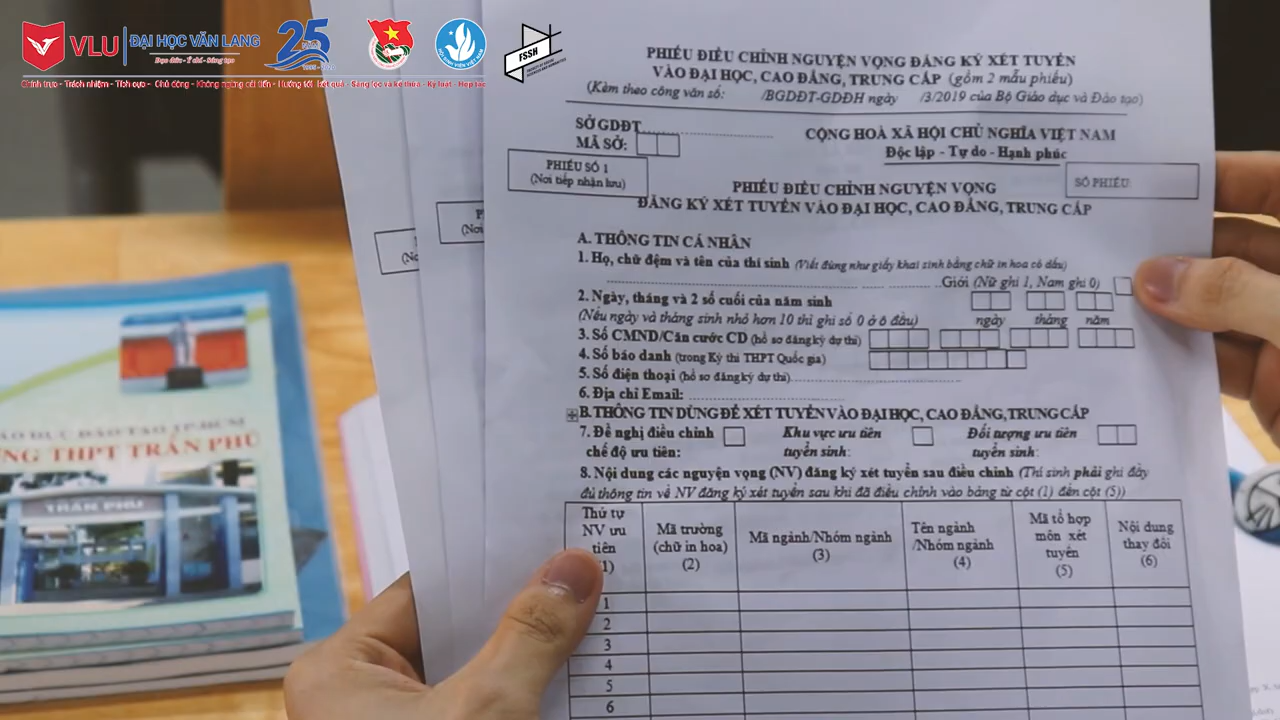 VLU ĐẠI HỌC VĂN LANG
Đạo đức - Ý chí - Sáng tạo
25
NĂM
1995 - 2020
FSSH
PHIẾU ĐIỀU CHỈNH NGUYỆN VỌNG ĐĂNG KÝ XÉT TUYỂN
VÀO ĐẠI HỌC, CAO ĐẲNG, TRUNG CẤP (gồm 2 mẫu phiếu)
(Kèm theo công văn số: /BGDĐT-GDĐH ngày /3/2019 của Bộ Giáo dục và Đào tạo)
SỞ GDĐT
MÃ SỞ:
CỘNG HOÀ XÃ HỘI CHỦ NGHĨA VIỆT NAM
Độc lập - Tự do - Hạnh phúc
PHIẾU SỐ 1
(Nơi tiếp nhận lưu)
SỐ PHIẾU:
PHIẾU ĐIỀU CHỈNH NGUYỆN VỌNG
ĐĂNG KÝ XÉT TUYỂN VÀO ĐẠI HỌC, CAO ĐẲNG, TRUNG CẤP
A. THÔNG TIN CÁ NHÂN
1. Họ, chữ đệm và tên của thí sinh (Viết đúng như giấy khai sinh bằng chữ in hoa có dấu)
Giới (Nữ ghi 1, Nam ghi 0)
2. Ngày, tháng và 2 số cuối của năm sinh
(Nếu ngày và tháng sinh nhỏ hơn 10 thì ghi số 0 ở ô đầu) ngày tháng năm
3. Số CMND/Căn cước CD (hồ sơ đăng ký dự thi)
4. Số báo danh (trong Kỳ thi THPT Quốc gia)
5. Số điện thoại (hồ sơ đăng ký dự thi)
6. Địa chỉ Email:
B. THÔNG TIN DÙNG ĐỂ XÉT TUYỂN VÀO ĐẠI HỌC, CAO ĐẲNG, TRUNG CẤP
7. Đề nghị điều chỉnh Khu vực ưu tiên Đối tượng ưu tiên
chế độ ưu tiên: tuyển sinh: tuyển sinh:
8. Nội dung các nguyện vọng (NV) đăng ký xét tuyển sau điều chỉnh (Thí sinh phải ghi đầy
đủ thông tin về NV đăng ký xét tuyển sau khi đã điều chỉnh vào bảng từ cột (1) đến cột (5))
Thứ tự
NV ưu
tiên
Mã trường
(chữ in hoa)
(2)
Mã ngành/Nhóm ngành
(3)
Tên ngành
/Nhóm ngành
(4)
Mã tổ hợp
môn xét
tuyển
(5)
Nội dung
thay đổi
(6)
1
2
3
4
5
6
THPT TRẦN PHÚ
TRẦN PHÚ